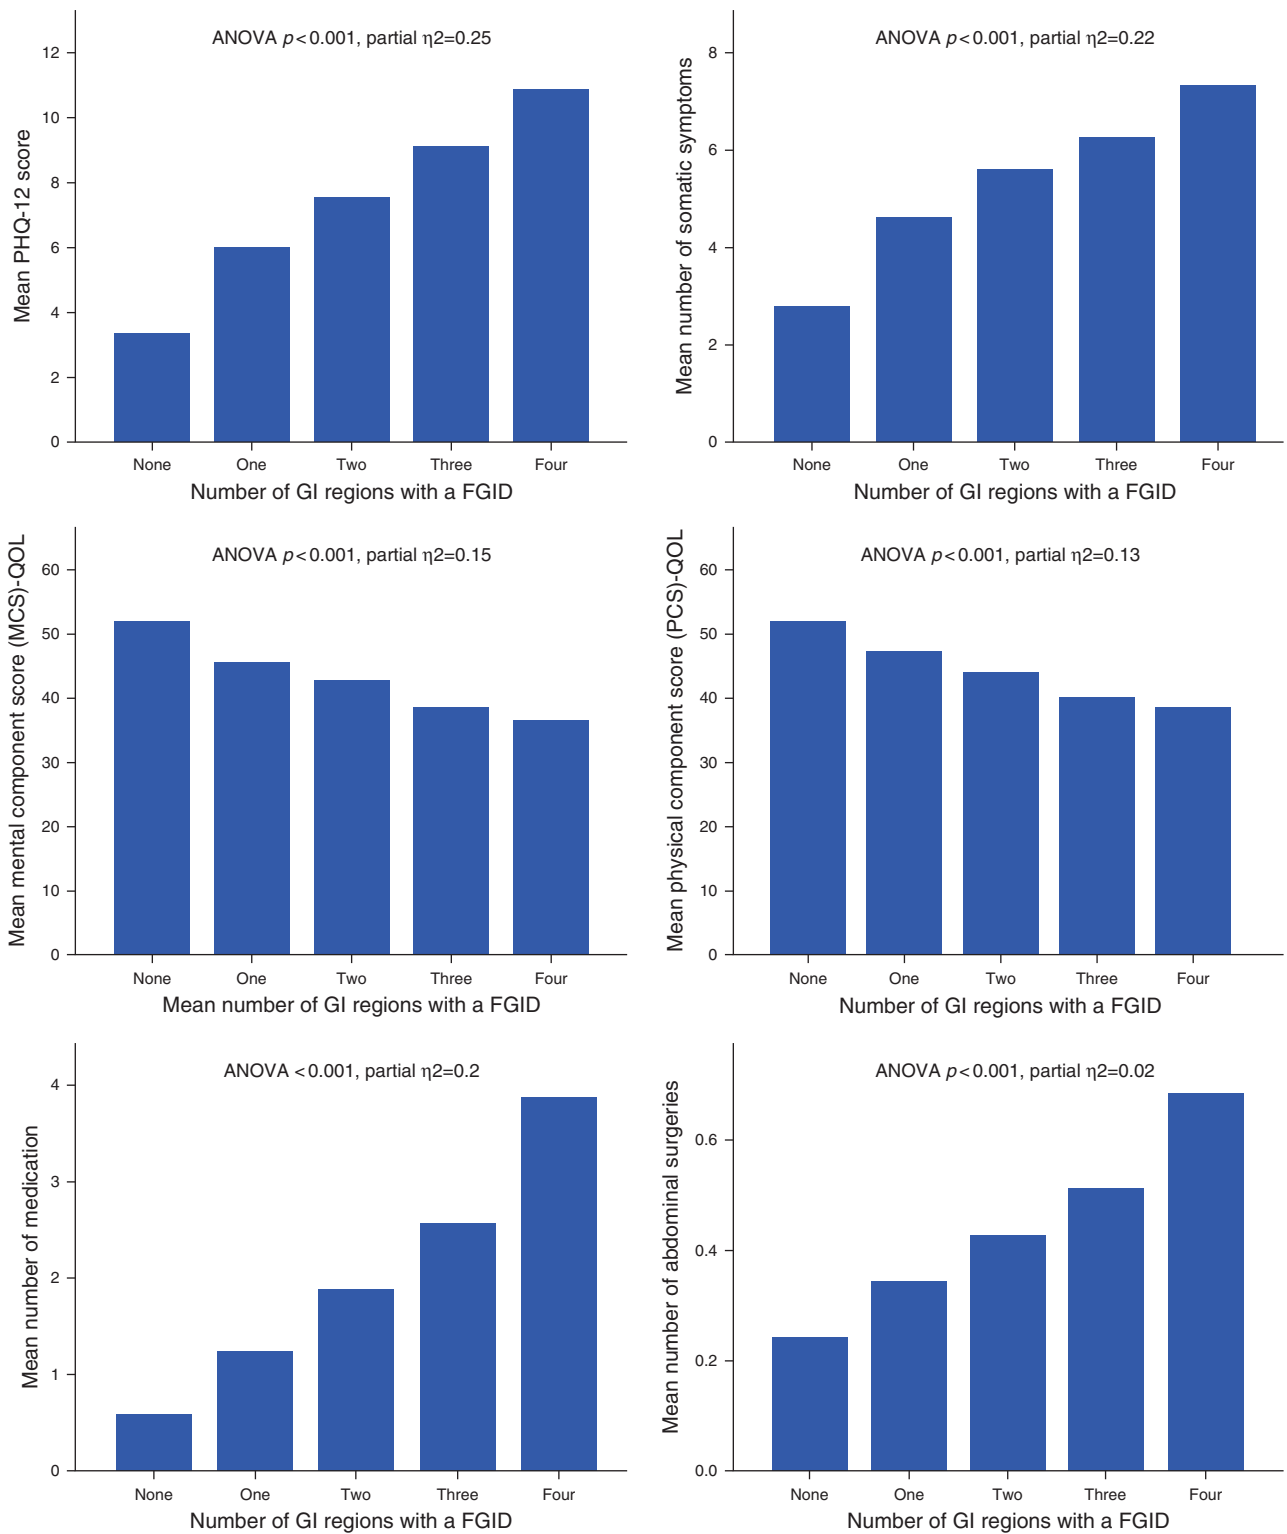 ANOVA p<0.001, partial η2=0.25
Mean PHQ-12 score
12
10
8
6
4
2
0
None One Two Three Four
Number of GI regions with a FGID
ANOVA p<0.001, partial η2=0.22
Mean number of somatic symptoms
8
6
4
2
0
None One Two Three Four
Number of GI regions with a FGID
ANOVA p<0.001, partial η2=0.15
Mean mental component score (MCS)-QOL
60
50
40
30
20
10
0
None One Two Three Four
Mean number of GI regions with a FGID
ANOVA p<0.001, partial η2=0.13
Mean physical component score (PCS)-QOL
60
50
40
30
20
10
0
None One Two Three Four
Number of GI regions with a FGID
ANOVA <0.001, partial η2=0.2
Mean number of medication
4
3
2
1
0
None One Two Three Four
Number of GI regions with a FGID
ANOVA p<0.001, partial η2=0.02
Mean number of abdominal surgeries
0.6
0.4
0.2
0.0
None One Two Three Four
Number of GI regions with a FGID